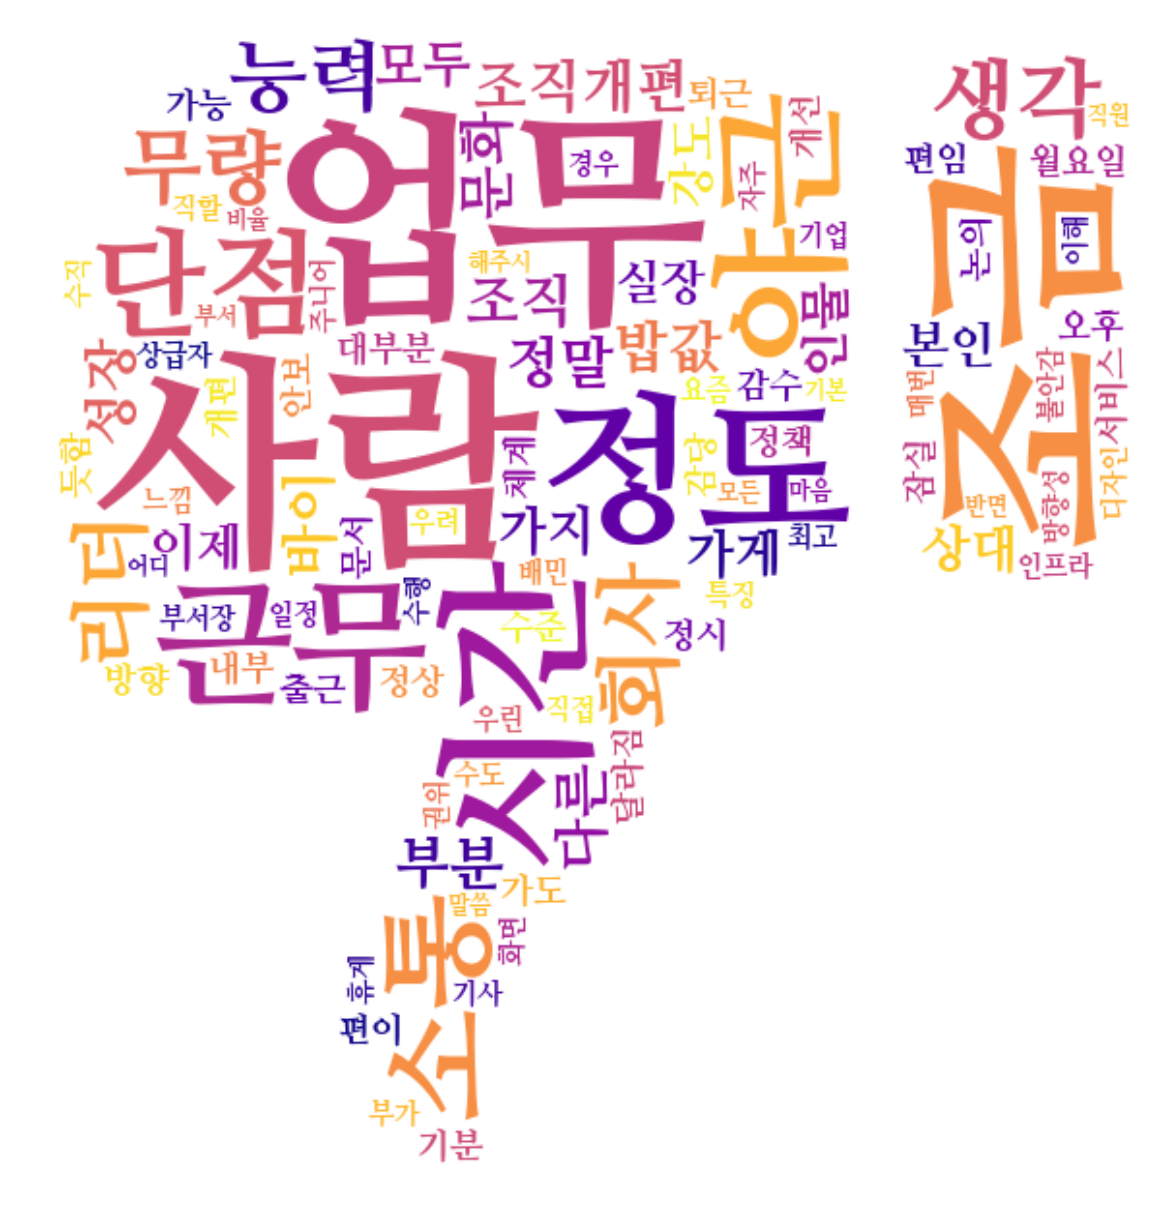 능력
모두
조직개편
퇴근
개선
가능
무량
업무
문화
경우
강도
야근
자주
직할
비율
단점
수직
부서
주니어
해주시
조직
실장
기업
인물
대부분
정말
밥값
성장
상급자
개편
안보
사람
요즘
감수
기본
정도
정책
체계
감당
모든
마음
듯함
느낌
바이
우려
가지
가게
최고
리더
이제
어디
문서
수행
배민
특징
근무
부서장
일정
시간
수준
회사
정시
방향
내부
출근
정상
직접
우린
달라짐
권위
수도
다른
부분
말씀
가도
소통
화면
휴게
기사
편이
부가
기분
생각
직원
편임
월요일
조금
논의
이해
본인
오후
매번
불안감
서비스
잠실
반면
방향성
디자인
상대
인프라